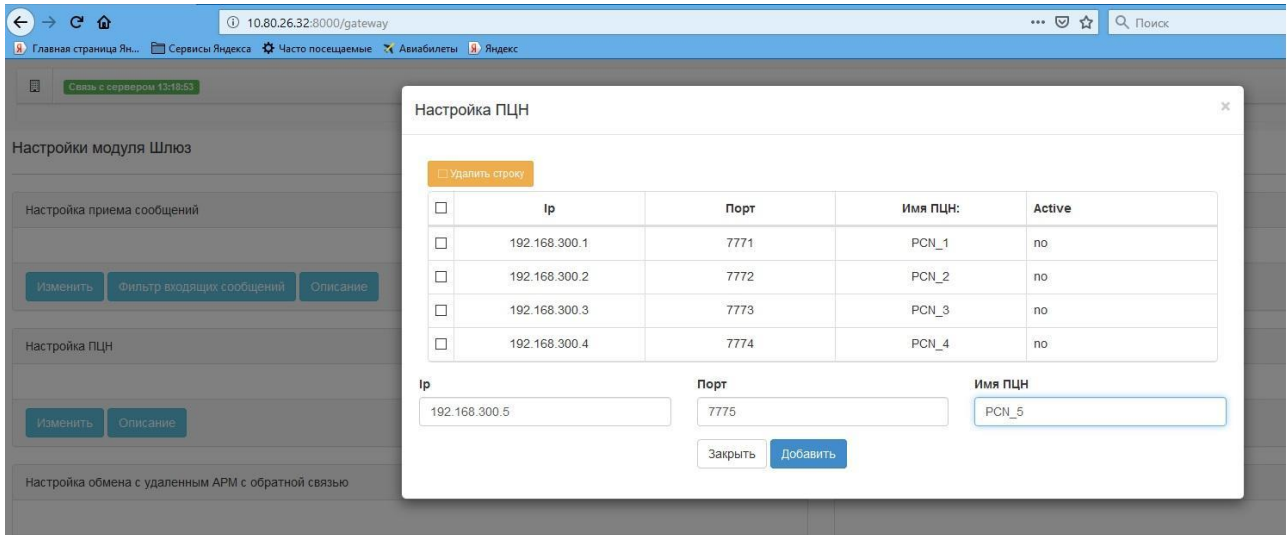 10.80.26.32:8000/gateway
Поиск
Главная страница Ян... Сервисы Яндекса Часто посещаемые Авиабилеты Яндекс
Связь с сервером 13:18:53
Настройка ПЦН
Настройки модуля Шлюз
Удалить строку
Ip Порт Имя ПЦН: Active
192.168.300.1 7771 PCN_1 no
192.168.300.2 7772 PCN_2 no
192.168.300.3 7773 PCN_3 no
192.168.300.4 7774 PCN_4 no
Ip Порт Имя ПЦН
192.168.300.5 7775 PCN_5
Закрыть Добавить
Настройка приема сообщений
Изменить Фильтр входящих сообщений Описание
Настройка ПЦН
Изменить Описание
Настройка обмена с удаленным АРМ с обратной связью